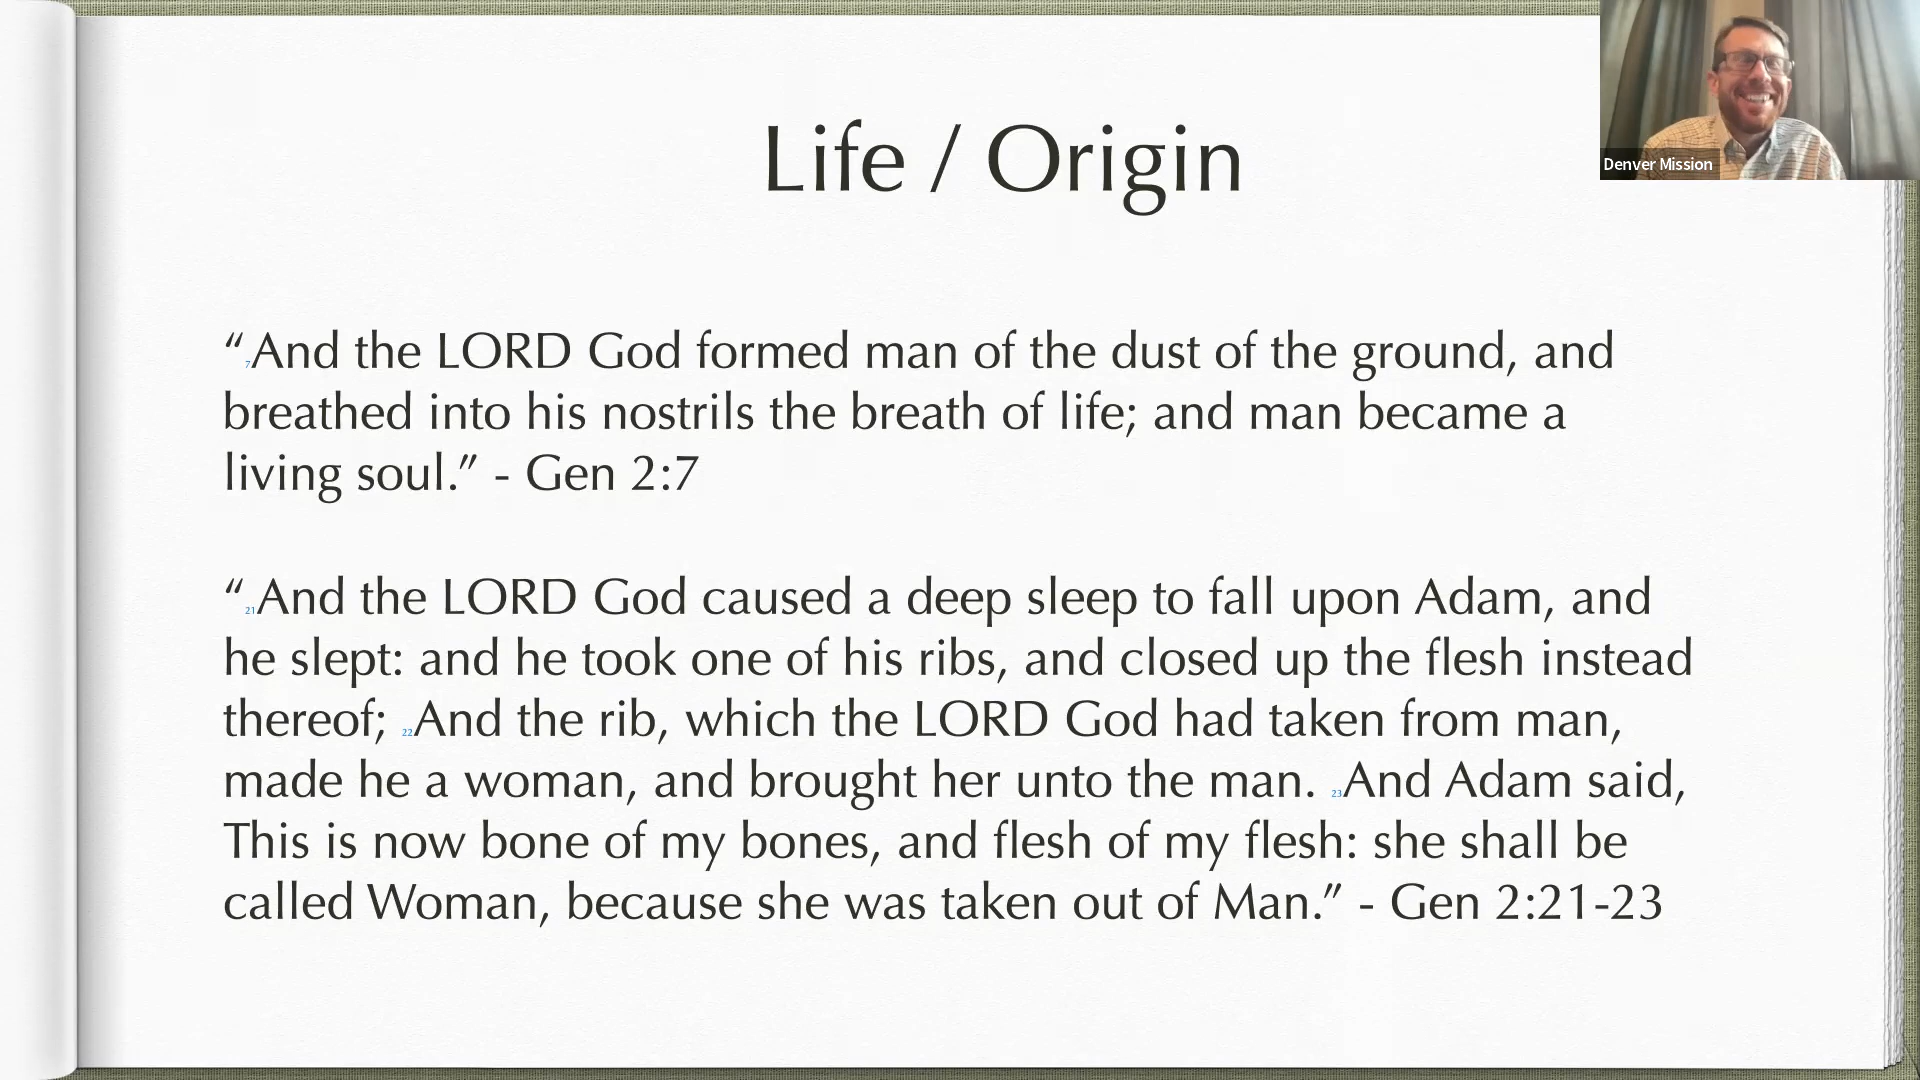 Life / Origin
Denver Mission
“7And the LORD God formed man of the dust of the ground, and
breathed into his nostrils the breath of life; and man became a
living soul.” - Gen 2:7
“21And the LORD God caused a deep sleep to fall upon Adam, and
he slept: and he took one of his ribs, and closed up the flesh instead
thereof; 22And the rib, which the LORD God had taken from man,
made he a woman, and brought her unto the man. 23And Adam said,
This is now bone of my bones, and flesh of my flesh: she shall be
called Woman, because she was taken out of Man.” - Gen 2:21-23